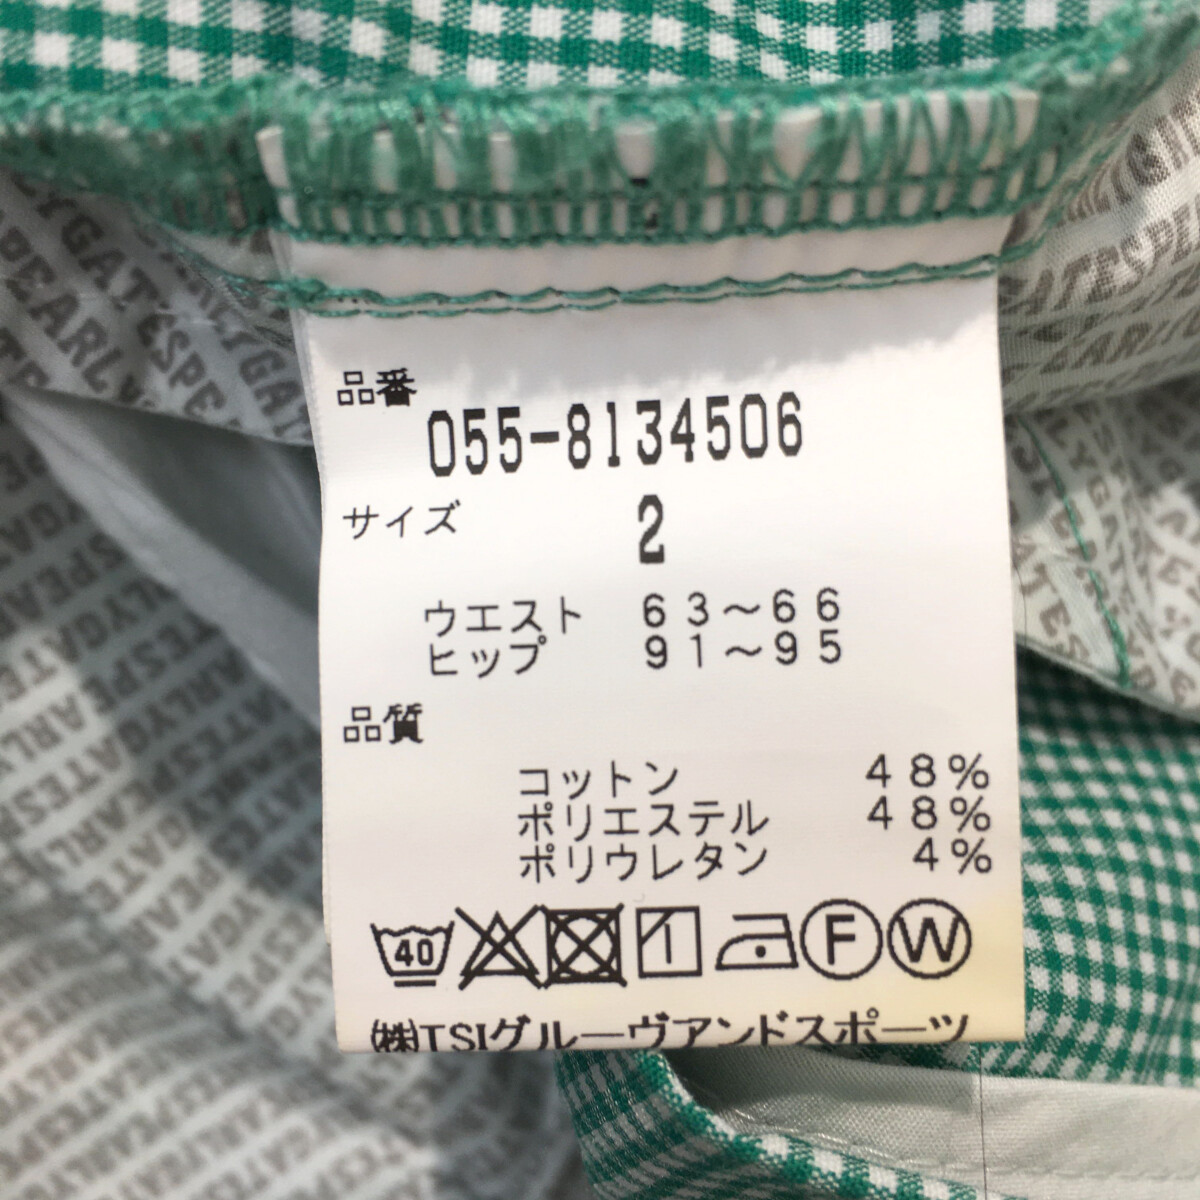 品番
055-8134506
サイズ 2
ウエスト 63～66
ヒップ 91～95
品質
コットン 48%
ポリエステル 48%
ポリウレタン 4%
40 F W
㈱TSIグルーヴアンドスポーツ
PEARLYGATES